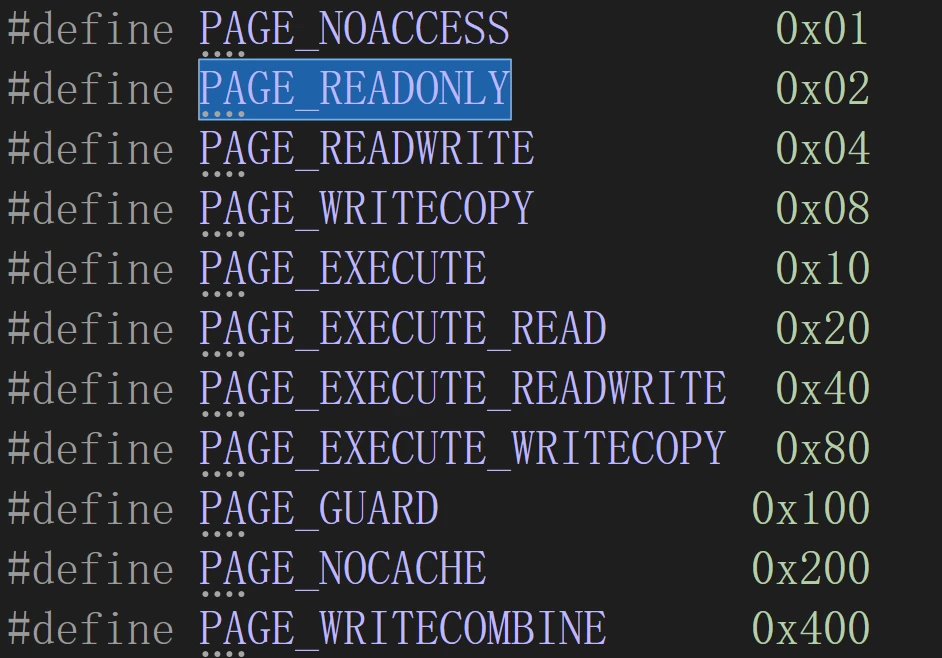 #define PAGE_NOACCESS 0x01
#define PAGE_READONLY 0x02
#define PAGE_READWRITE 0x04
#define PAGE_WRITECOPY 0x08
#define PAGE_EXECUTE 0x10
#define PAGE_EXECUTE_READ 0x20
#define PAGE_EXECUTE_READWRITE 0x40
#define PAGE_EXECUTE_WRITECOPY 0x80
#define PAGE_GUARD 0x100
#define PAGE_NOCACHE 0x200
#define PAGE_WRITECOMBINE 0x400